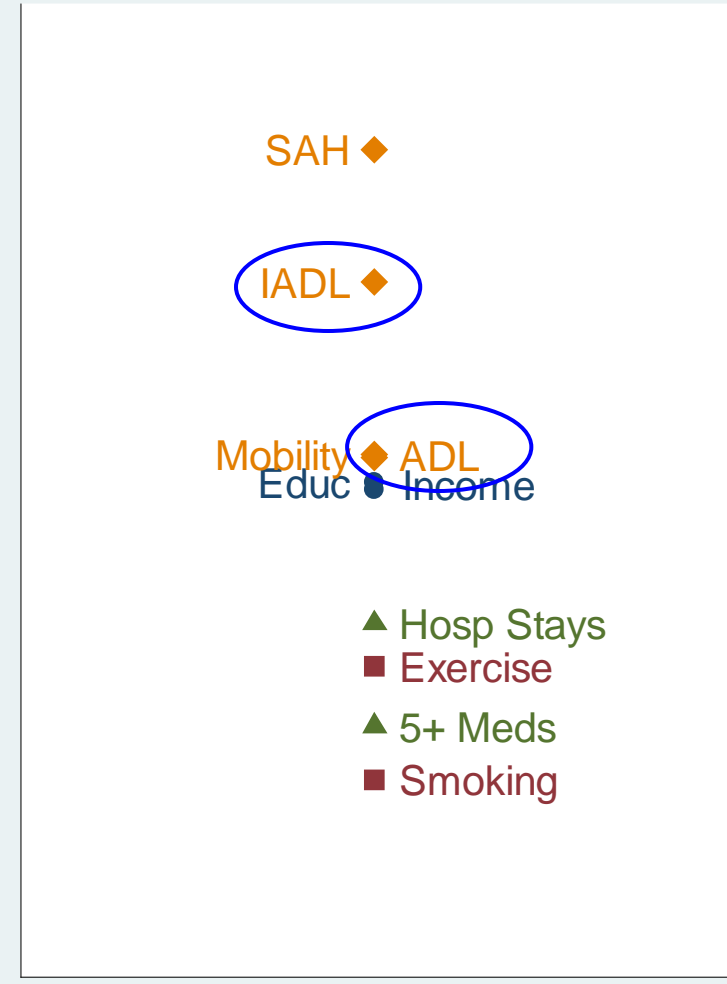 SAH
IADL
Mobility ADL
Educ Income
Hosp Stays
Exercise
5+ Meds
Smoking